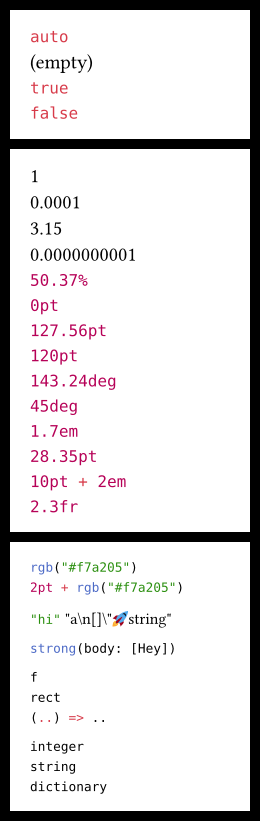 auto
(empty)
true
false
1
0.0001
3.15
0.0000000001
50.37%
0pt
127.56pt
120pt
143.24deg
45deg
1.7em
28.35pt
10pt + 2em
2.3fr
rgb("#f7a205")
2pt + rgb("#f7a205")
"hi" "a\n[]\"🚀string"
strong(body: [Hey])
f
rect
(..) => ..
integer
string
dictionary